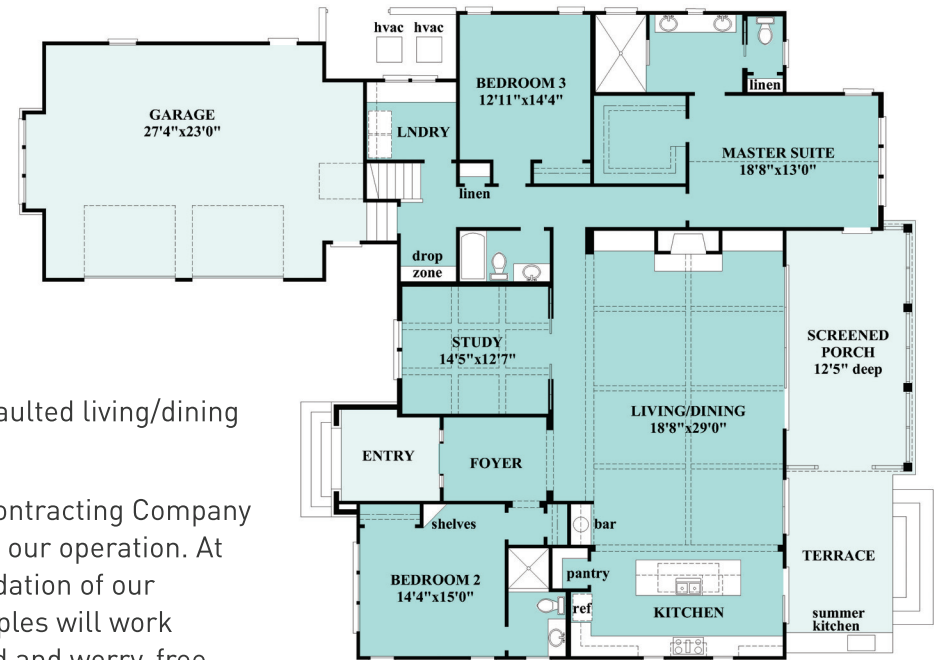 hvac hvac
BEDROOM 3
12'11"x14'4"
linen
GARAGE
27'4"x23'0"
LNDRY
MASTER SUITE
18'8"x13'0"
linen
drop
zone
STUDY
14'5"x12'7"
SCREENED
PORCH
12'5" deep
LIVING/DINING
18'8"x29'0"
ENTRY
FOYER
shelves
bar
TERRACE
pantry
BEDROOM 2
14'4"x15'0"
ref
KITCHEN
summer
kitchen
aulted living/dining
ontracting Company
our operation. At
dation of our
ples will work
d and worry-free